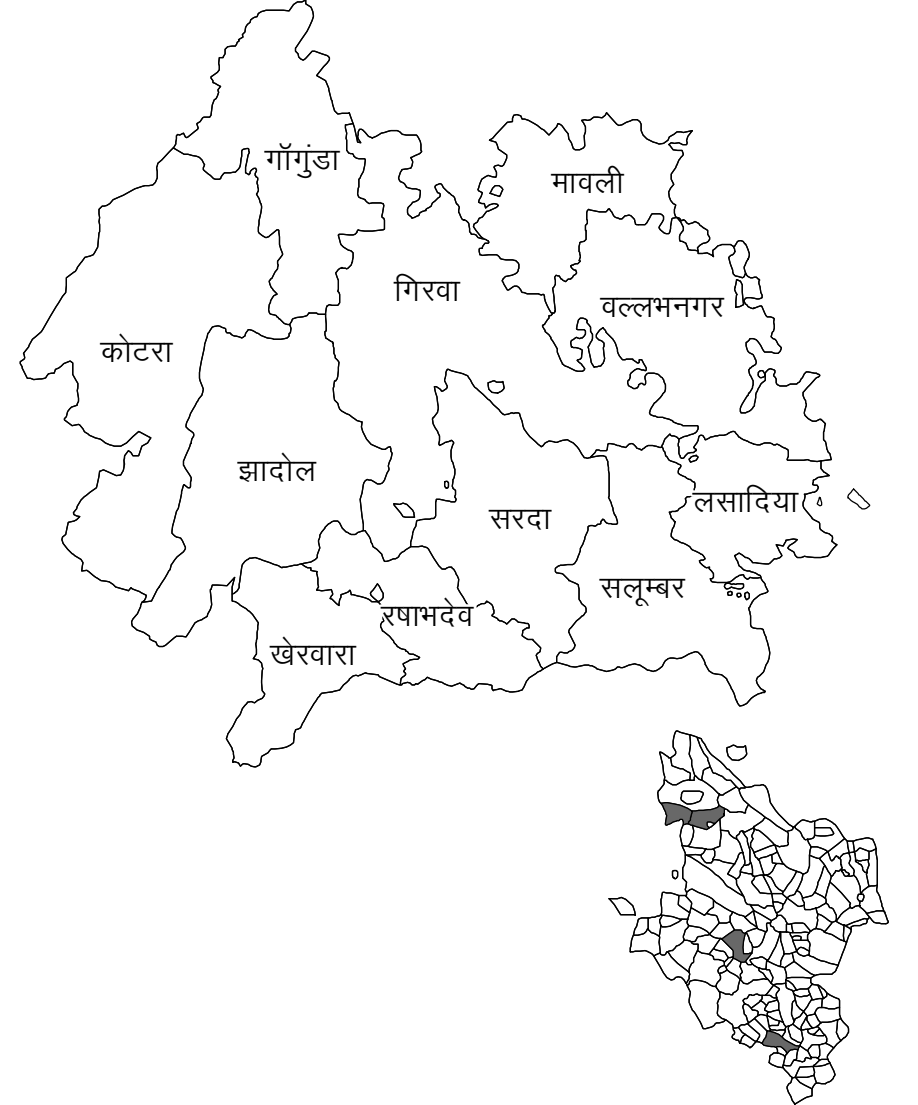 गॉगुंडा
मावली
गिरवा
वल्लभनगर
कोटरा
झादोल
लसादिया
सरदा
सलूम्बर
रषाभदेव
खेरवारा